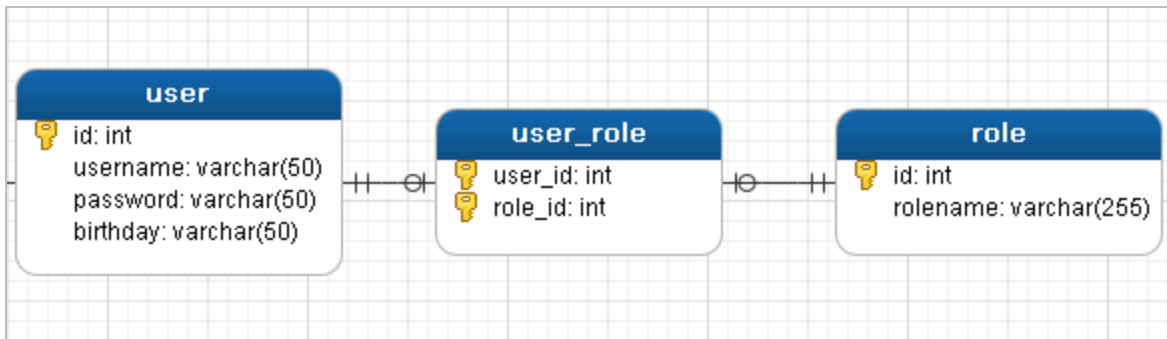 user
id: int
username: varchar(50)
password: varchar(50)
birthday: varchar(50)
user_role
user_id: int
role_id: int
role
id: int
rolename: varchar(255)